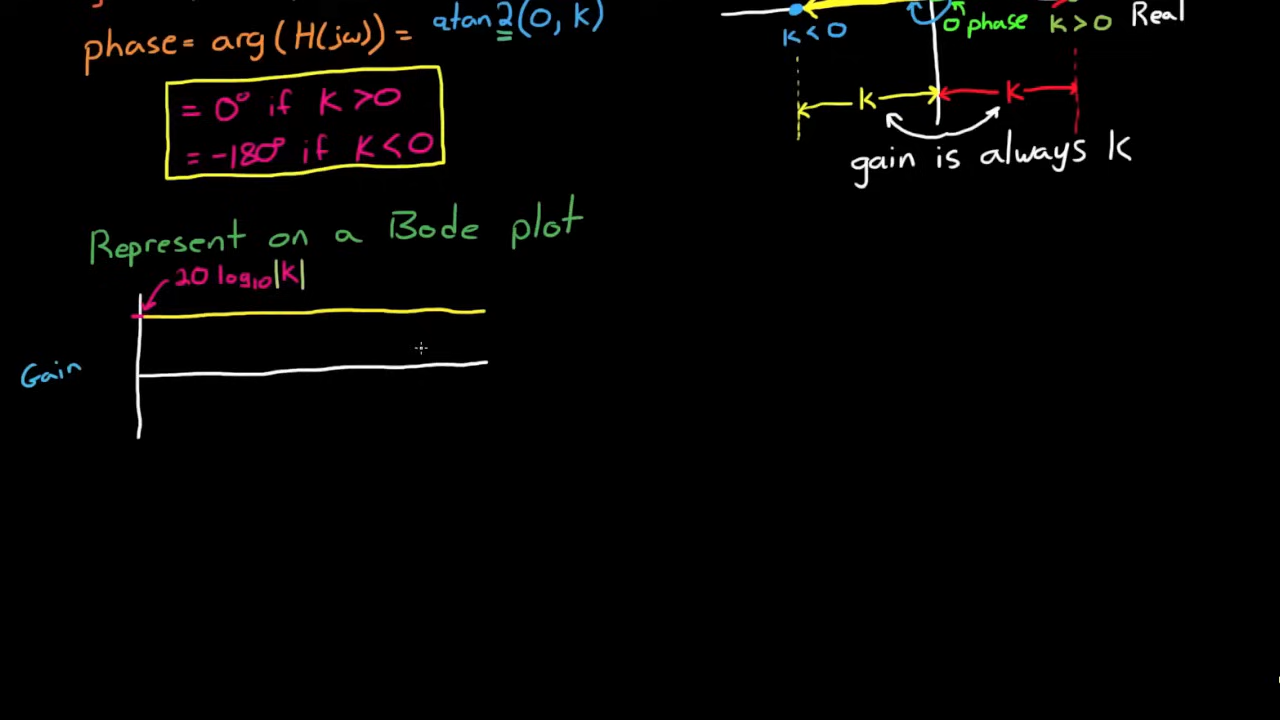 phase = arg(H(jω)) = atan2(0, k)
= 0° if K >0
= -180° if K < 0
K < 0
0 phase
K > 0
Real
K
K
gain is always K
Represent on a Bode plot
20 log10|K|
Gain